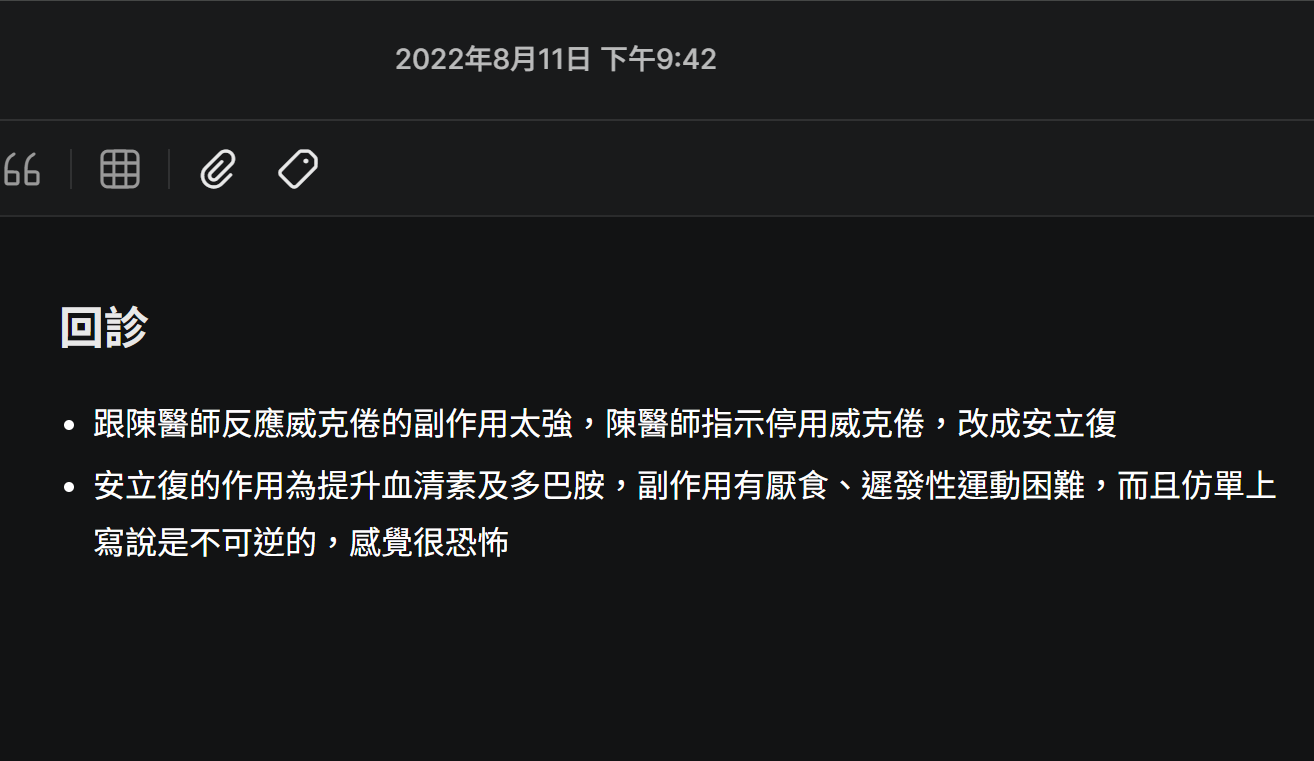 2022年8月11日 下午9:42
回診
• 跟陳醫師反應威克倦的副作用太強，陳醫師指示停用威克倦，改成安立復
• 安立復的作用為提升血清素及多巴胺，副作用有厭食、遲發性運動困難，而且仿單上
寫說是不可逆的，感覺很恐怖